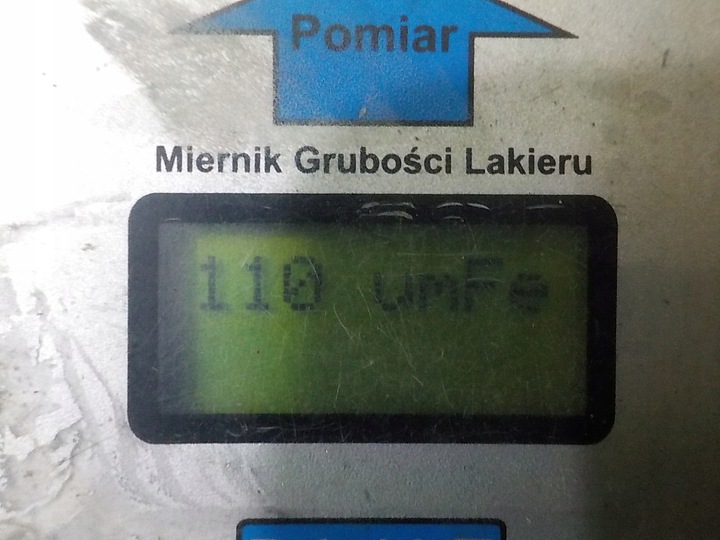 Pomiar
Miernik Grubości Lakieru
110 umFe